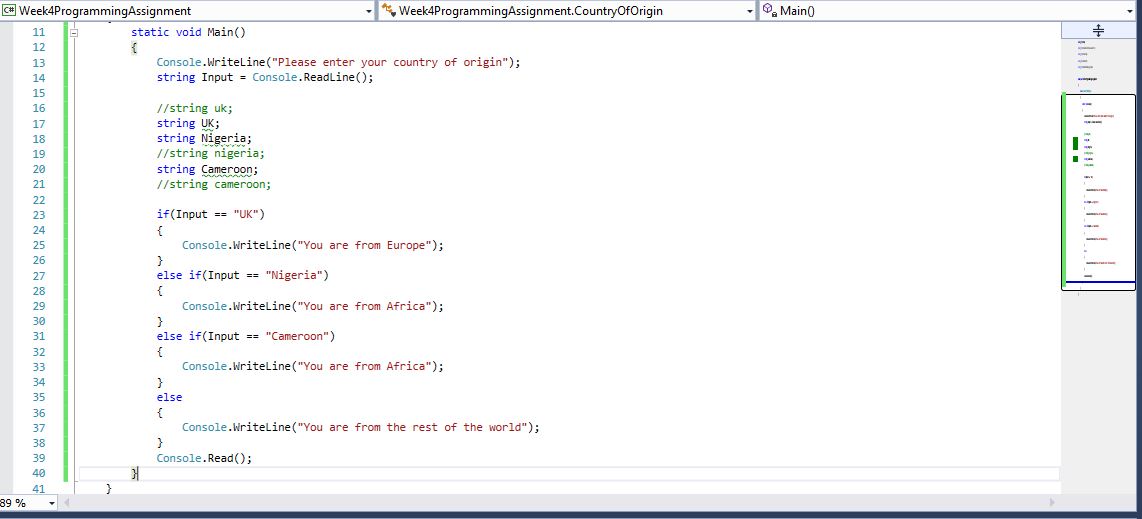 C# Week4ProgrammingAssignment Week4ProgrammingAssignment.CountryOfOrigin Main()
11 static void Main()
12 {
13 Console.WriteLine("Please enter your country of origin");
14 string Input = Console.ReadLine();
15
16 //string uk;
17 string UK;
18 string Nigeria;
19 //string nigeria;
20 string Cameroon;
21 //string cameroon;
22
23 if(Input == "UK")
24 {
25 Console.WriteLine("You are from Europe");
26 }
27 else if(Input == "Nigeria")
28 {
29 Console.WriteLine("You are from Africa");
30 }
31 else if(Input == "Cameroon")
32 {
33 Console.WriteLine("You are from Africa");
34 }
35 else
36 {
37 Console.WriteLine("You are from the rest of the world");
38 }
39 Console.Read();
40 }
41 }
89 %